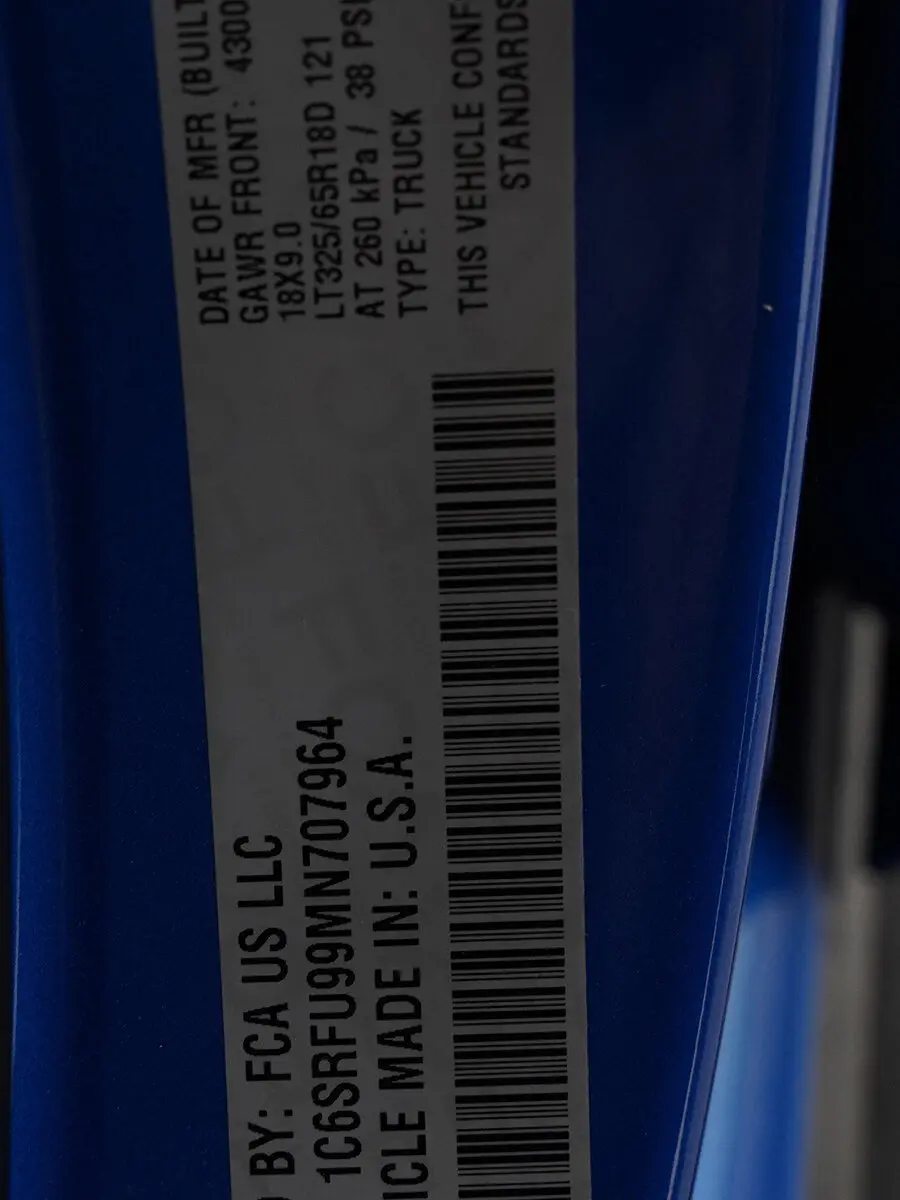 BY: FCA US LLC
1C6SRFU99MN707964
MADE IN: U.S.A.
DATE OF MFR (BUILT
GAWR FRONT: 4300
18X9.0
LT325/65R18D 121
AT 260 kPa / 38 PSI
TYPE: TRUCK
THIS VEHICLE CONF
STANDARDS